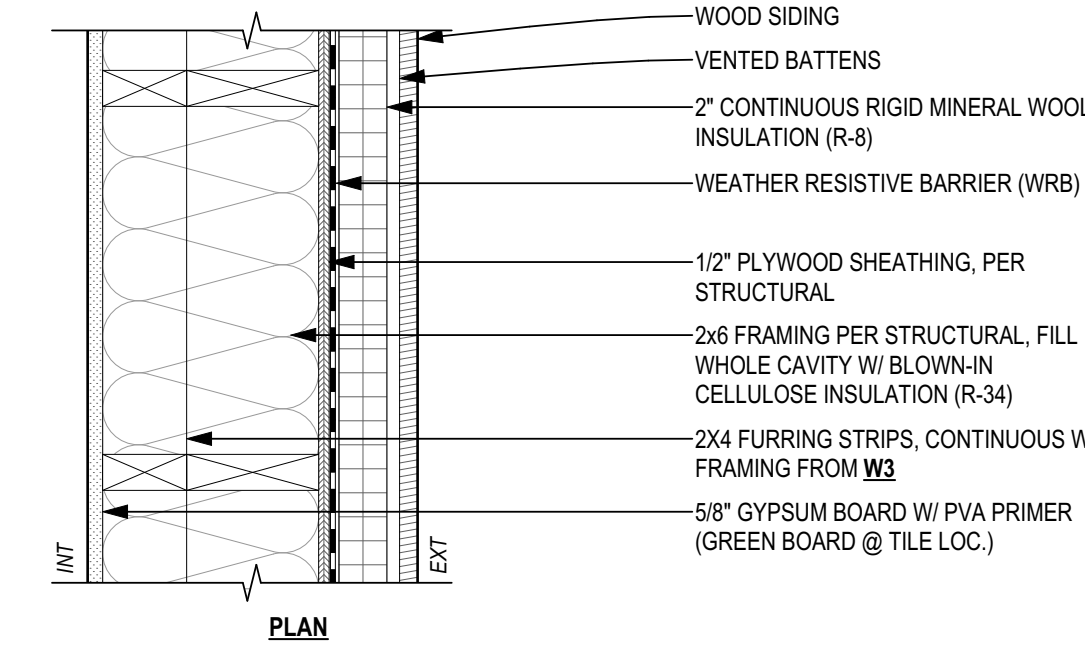 WOOD SIDING
VENTED BATTENS
2" CONTINUOUS RIGID MINERAL WOOL
INSULATION (R-8)
WEATHER RESISTIVE BARRIER (WRB)
1/2" PLYWOOD SHEATHING, PER
STRUCTURAL
2x6 FRAMING PER STRUCTURAL, FILL
WHOLE CAVITY W/ BLOWN-IN
CELLULOSE INSULATION (R-34)
2X4 FURRING STRIPS, CONTINUOUS W
FRAMING FROM W3
5/8" GYPSUM BOARD W/ PVA PRIMER
(GREEN BOARD @ TILE LOC.)
INT
EXT
PLAN